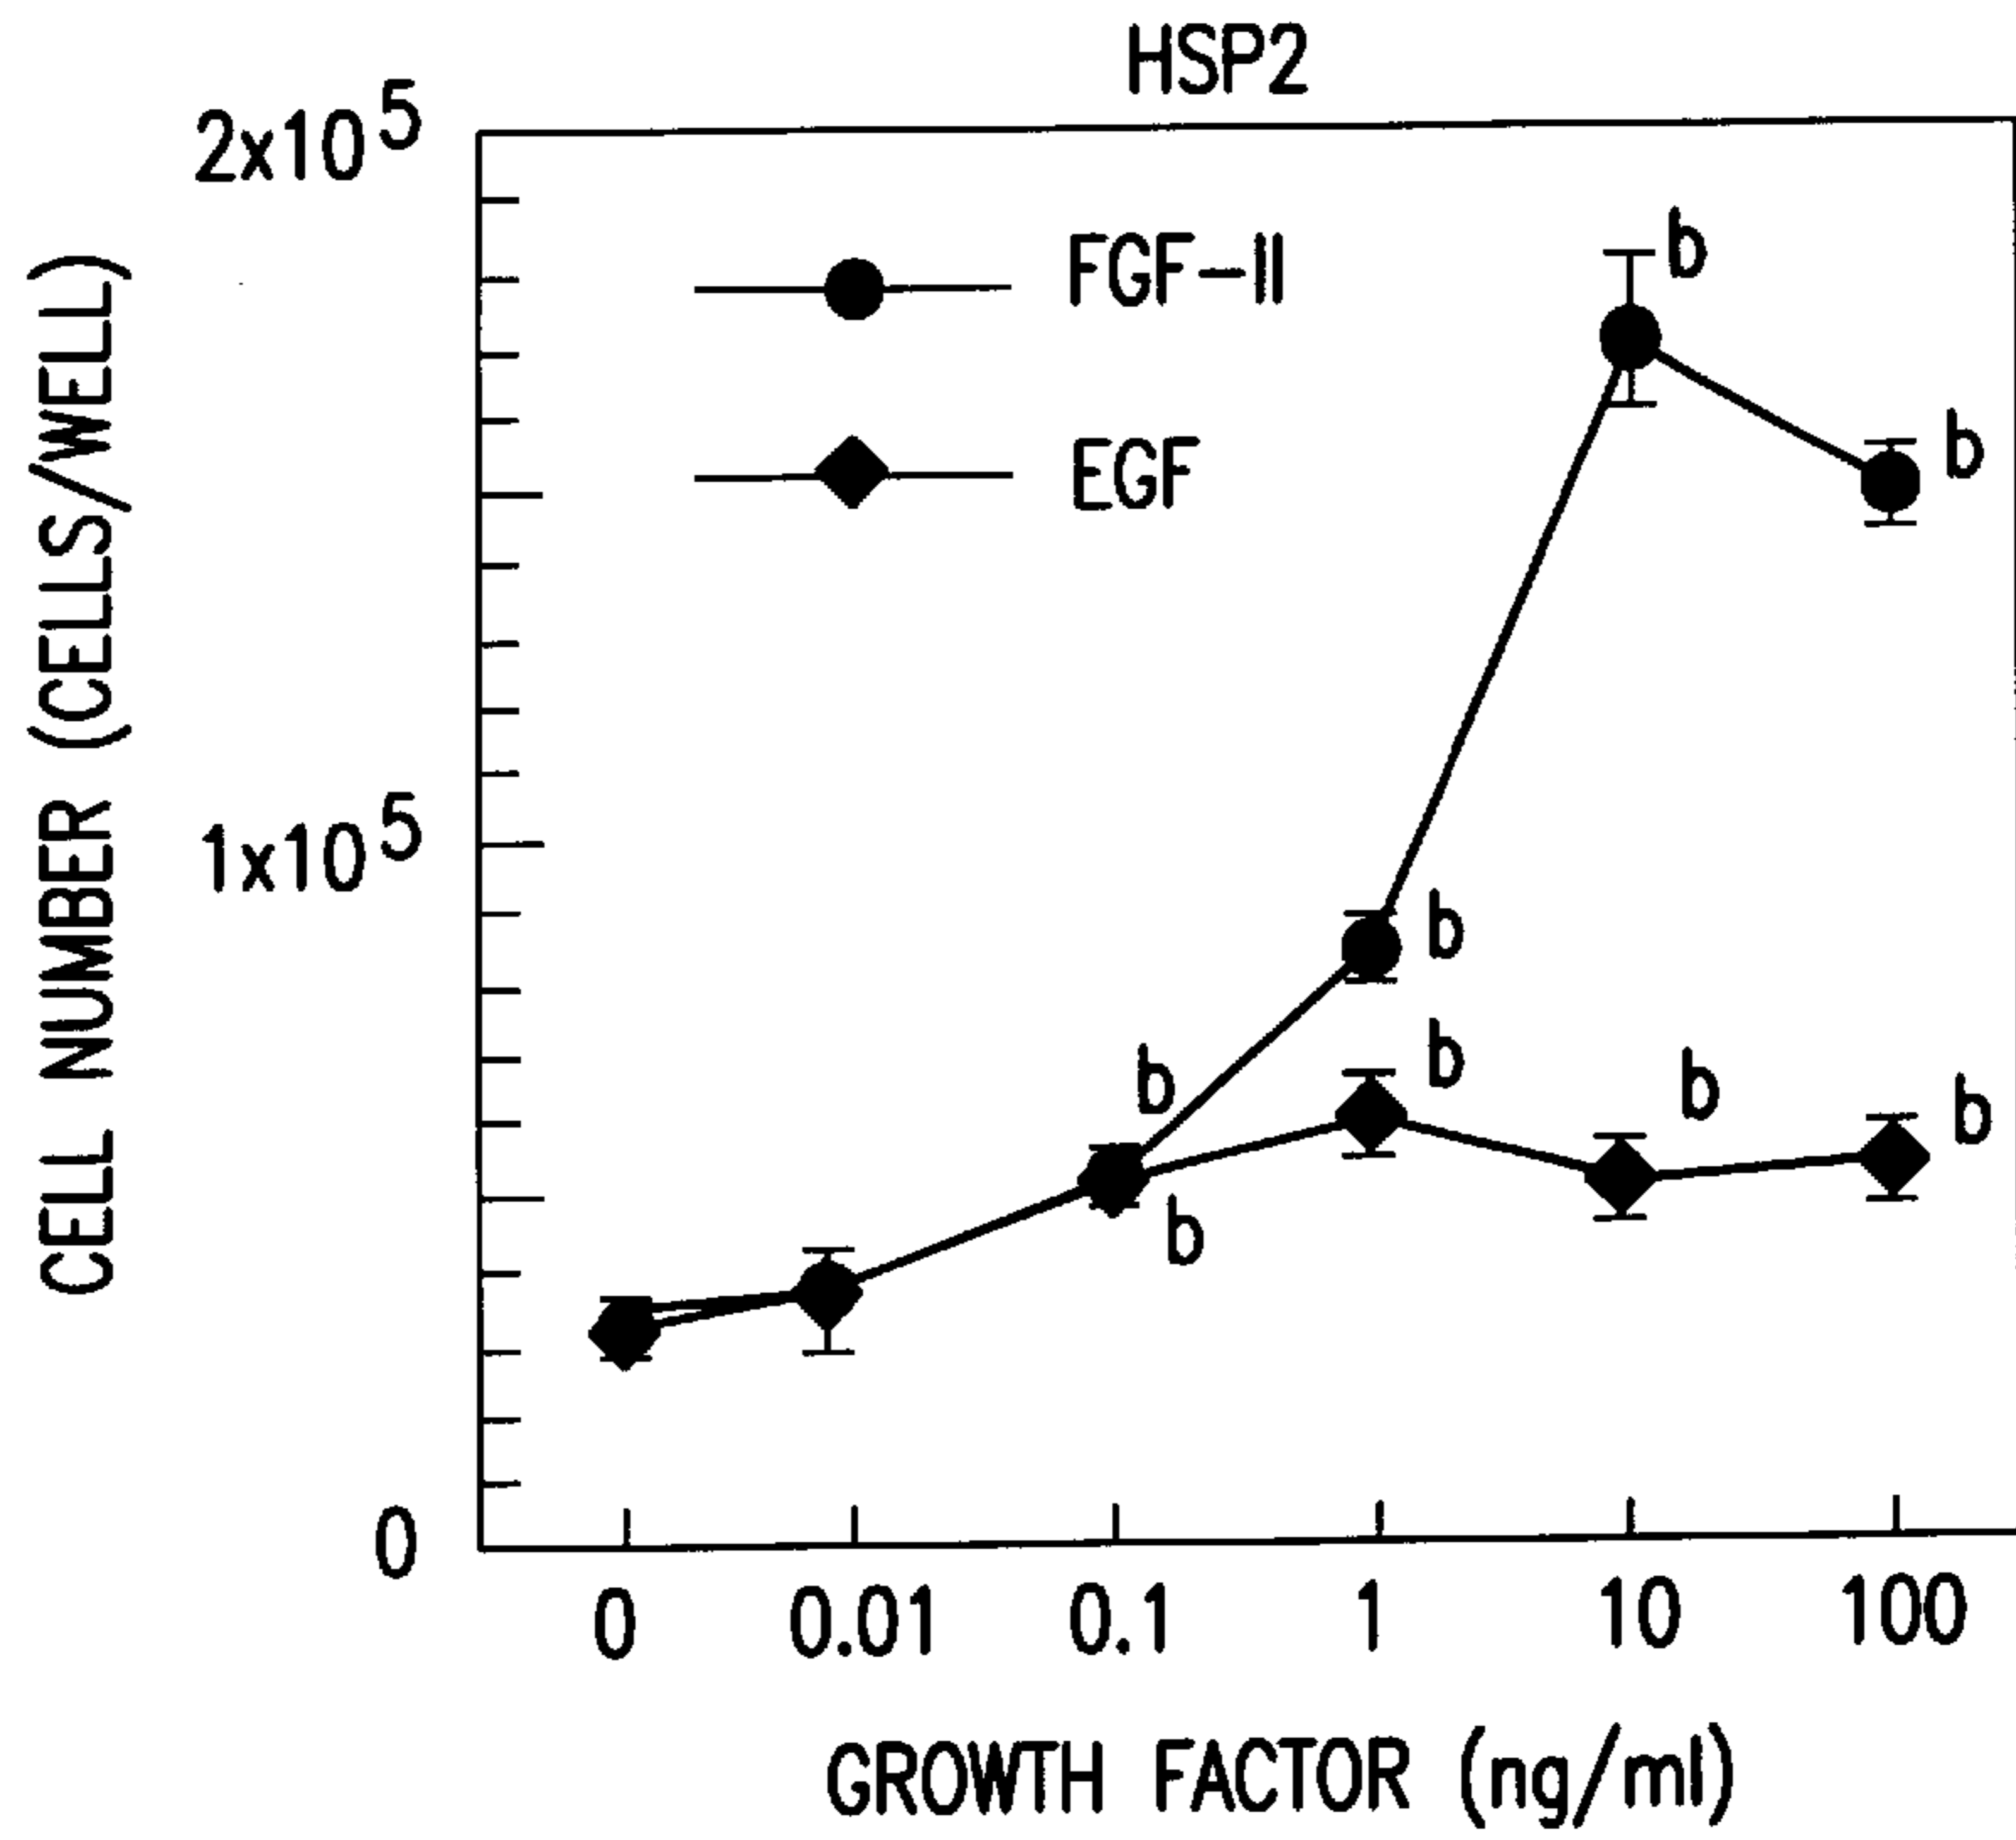 HSP2
2x10^5
FGF-II
EGF
CELL NUMBER (CELLS/WELL)
1x10^5
0
b
b
b
b
b
b
b
b
0 0.01 0.1 1 10 100
GROWTH FACTOR (ng/ml)